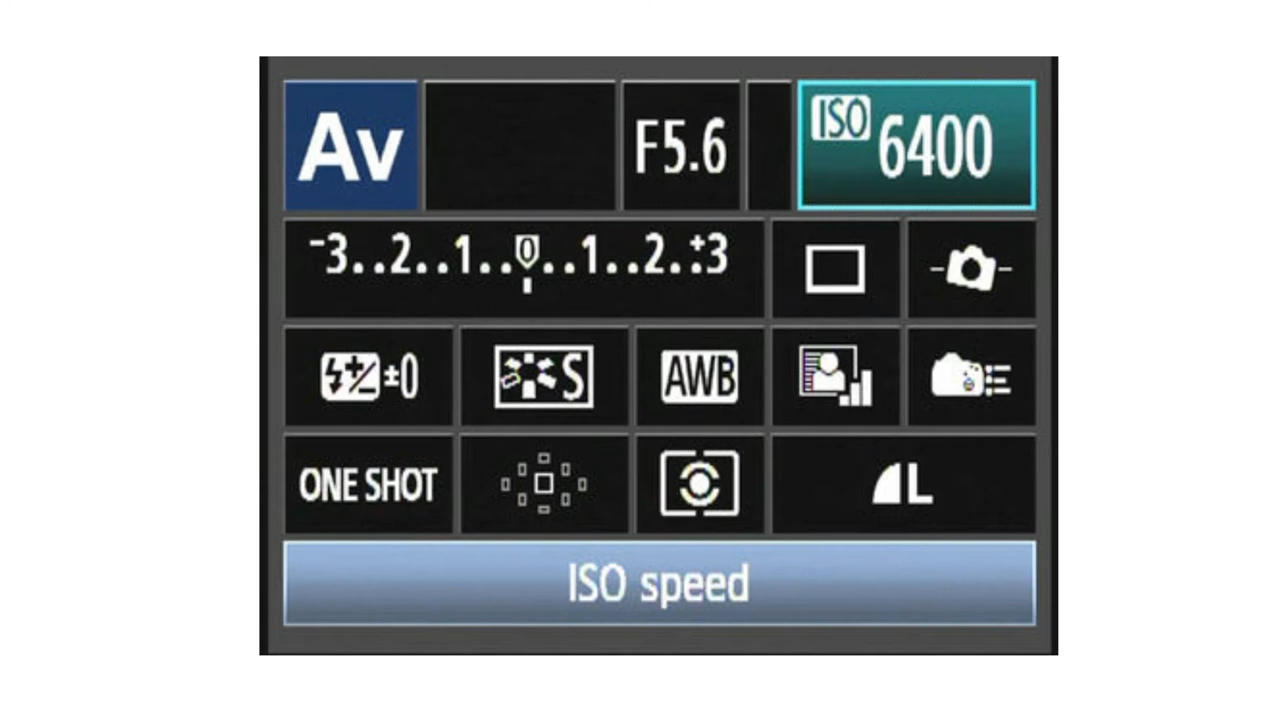 Av F5.6 ISO 6400
-3..2..1..0..1..2..+3
±0 S AWB
ONE SHOT L
ISO speed